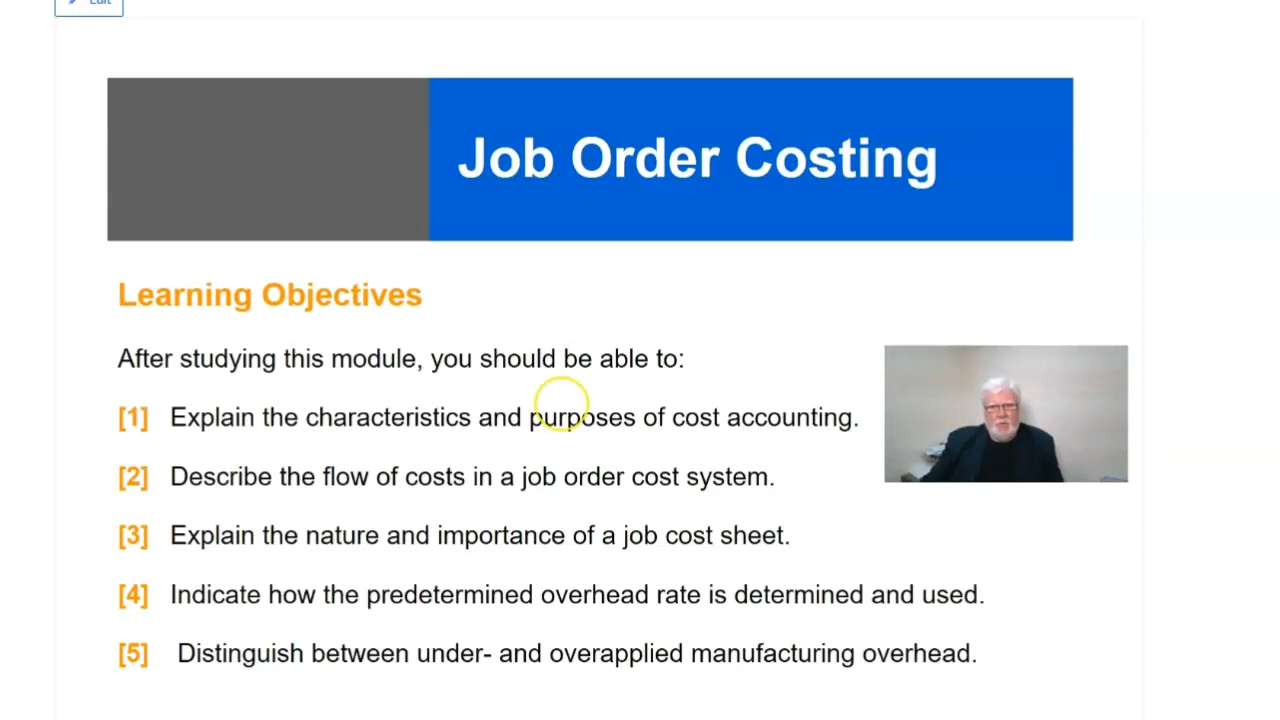 Edit
Job Order Costing
Learning Objectives
After studying this module, you should be able to:
[1] Explain the characteristics and purposes of cost accounting.
[2] Describe the flow of costs in a job order cost system.
[3] Explain the nature and importance of a job cost sheet.
[4] Indicate how the predetermined overhead rate is determined and used.
[5] Distinguish between under- and overapplied manufacturing overhead.